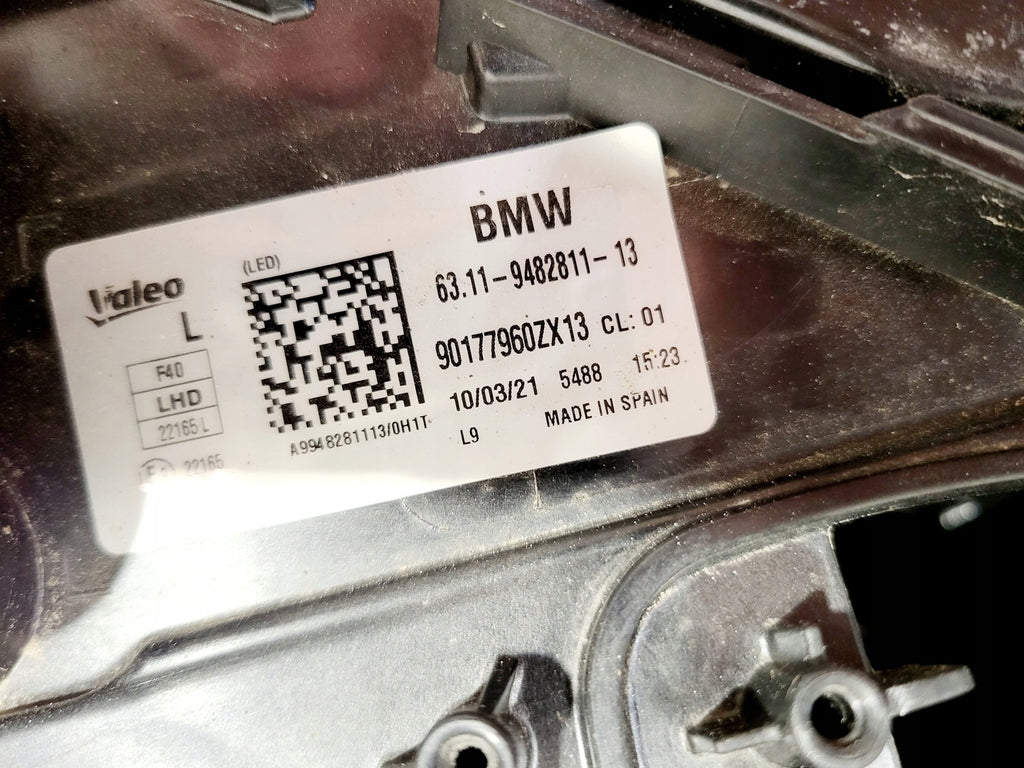 BMW
63.11-9482811-13
90177960ZX13 CL: 01
10/03/21 5488 15:23
L9 MADE IN SPAIN
(LED)
A9948281113/0H1T
Valeo
L
F40
LHD
22165 L
22165